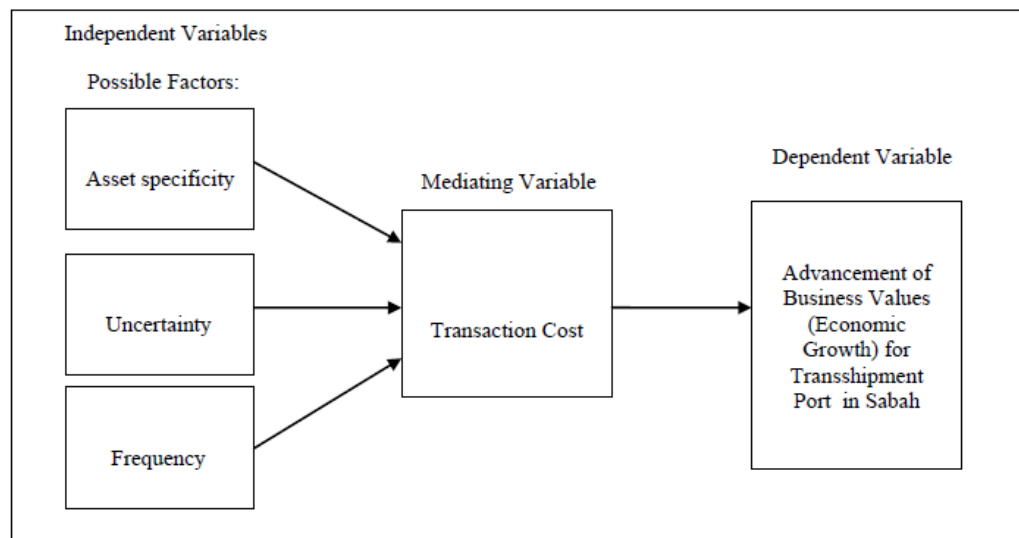 Independent Variables
Possible Factors:
Asset specificity
Uncertainty
Frequency
Mediating Variable
Transaction Cost
Dependent Variable
Advancement of
Business Values
(Economic
Growth) for
Transshipment
Port in Sabah